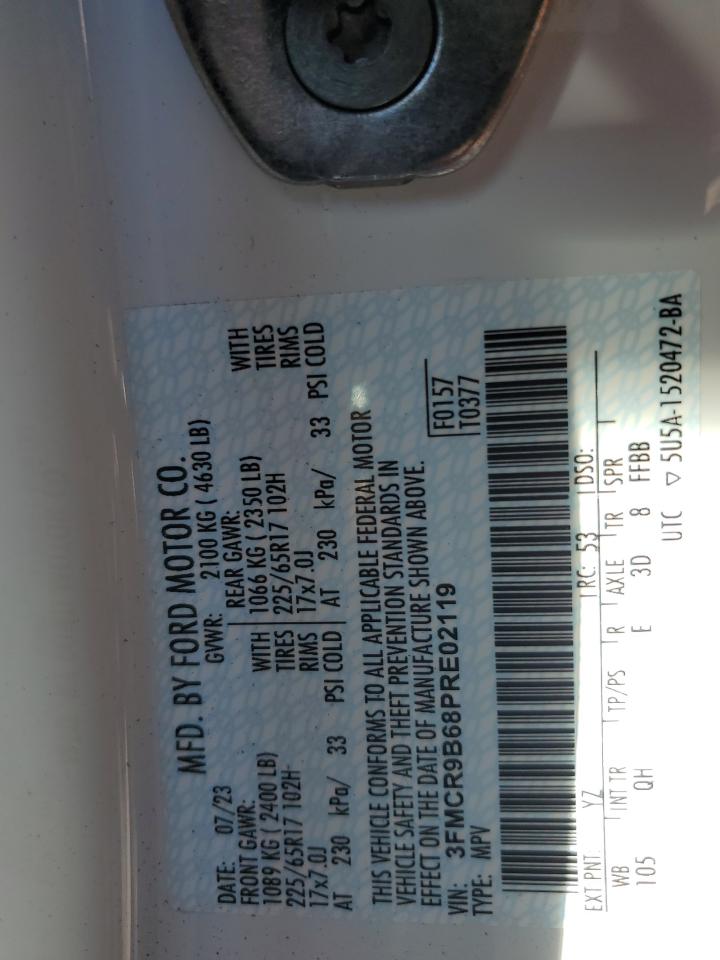 MFD. BY FORD MOTOR CO.
DATE: 07/23 GVWR: 2100 KG ( 4630 LB)
FRONT GAWR: REAR GAWR:
1089 KG ( 2400 LB) WITH 1066 KG ( 2350 LB) WITH
225/65R17 102H TIRES 225/65R17 102H TIRES
17x7.0J RIMS 17x7.0J RIMS
AT 230 kPa/ 33 PSI COLD AT 230 kPa/ 33 PSI COLD
THIS VEHICLE CONFORMS TO ALL APPLICABLE FEDERAL MOTOR
VEHICLE SAFETY AND THEFT PREVENTION STANDARDS IN
EFFECT ON THE DATE OF MANUFACTURE SHOWN ABOVE.
VIN: 3FMCR9B68PRE02119 F0157
TYPE: MPV T0377
EXT PNT: YZ RC: 53 DSO:
WB INT TR TP/PS R AXLE TR SPR
105 QH E 3D 8 FFBB
UTC ▽ 5U5A-1520472-BA